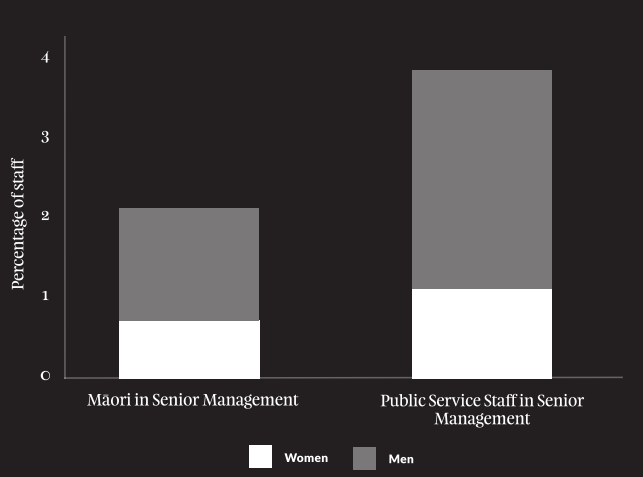 Percentage of staff
4
3
2
1
0
Māori in Senior Management
Public Service Staff in Senior
Management
Women
Men